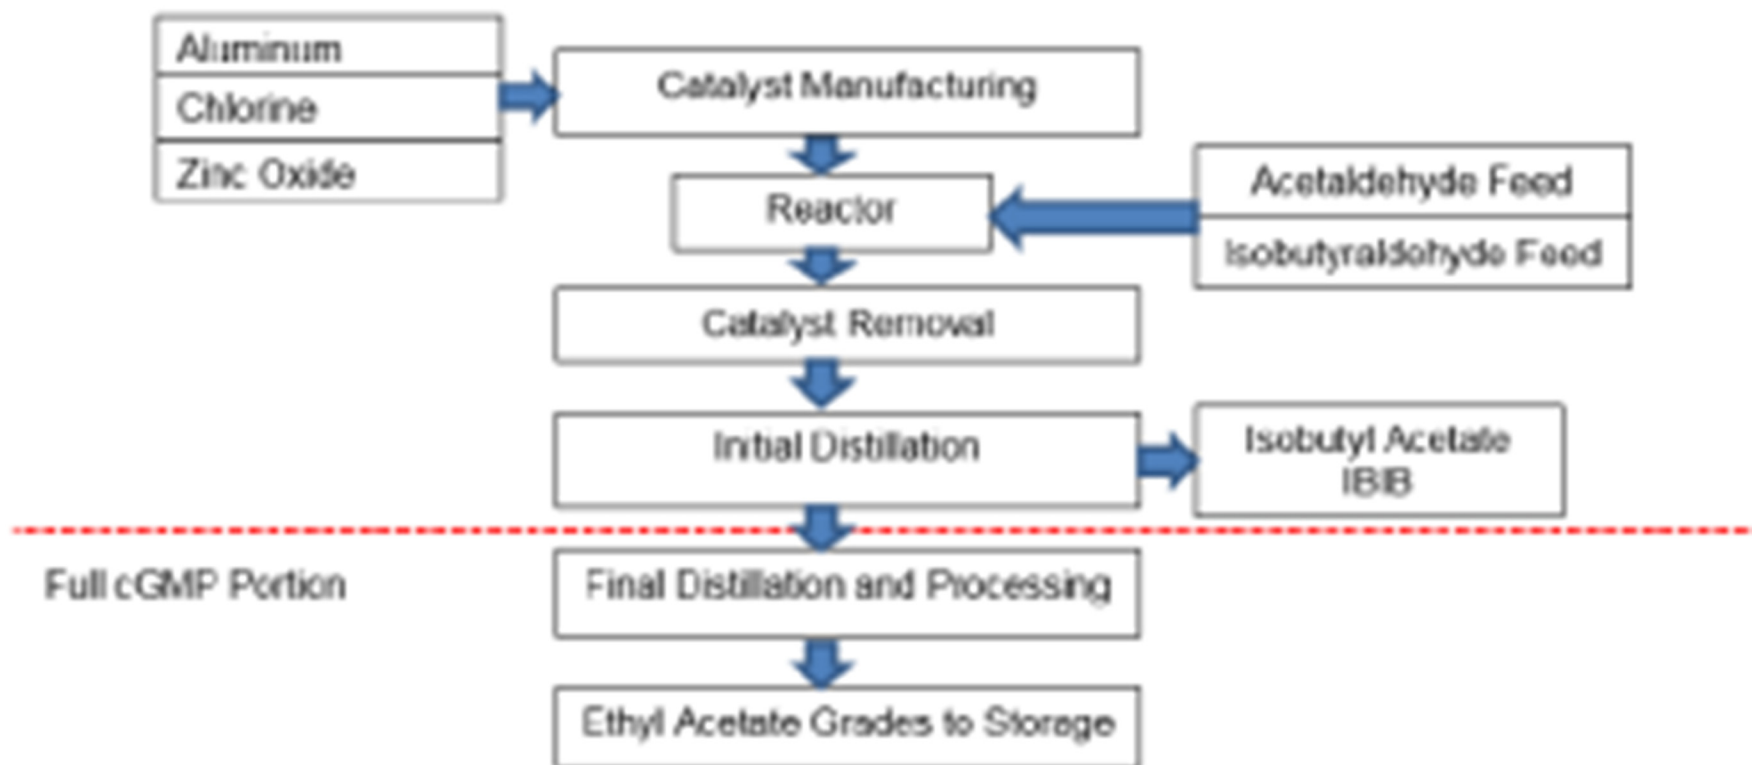 Aluminum
Chlorine
Zinc Oxide
Catalyst Manufacturing
Reactor
Acetaldehyde Feed
Isobutyraldehyde Feed
Catalyst Removal
Initial Distillation
Isobutyl Acetate
IBIB
Full cGMP Portion
Final Distillation and Processing
Ethyl Acetate Grades to Storage